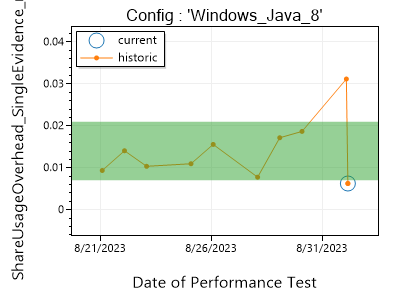 Config : 'Windows_Java_8'
current
historic
0.04
0.03
0.02
0.01
0
8/21/2023
8/26/2023
8/31/2023
Date of Performance Test
ShareUsageOverhead_SingleEvidence_